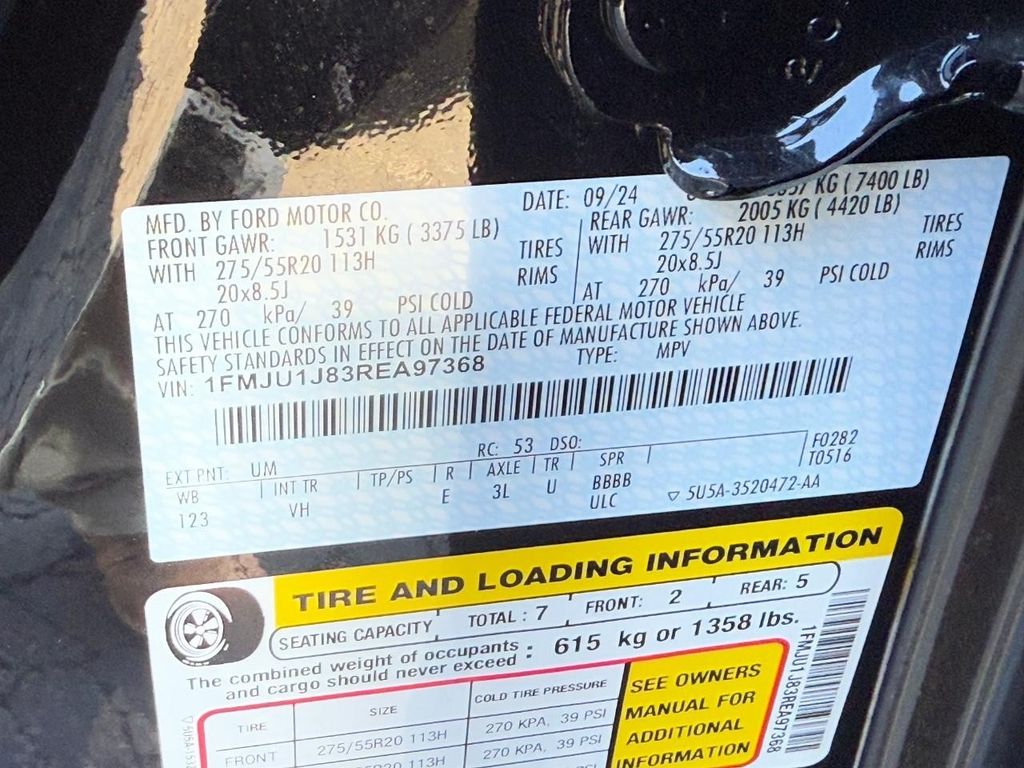 MFD. BY FORD MOTOR CO.
DATE: 09/24
KG ( 7400 LB)
FRONT GAWR: 1531 KG ( 3375 LB)
REAR GAWR: 2005 KG ( 4420 LB)
WITH 275/55R20 113H TIRES
WITH 275/55R20 113H TIRES
20x8.5J RIMS
20x8.5J RIMS
AT 270 kPa/ 39 PSI COLD
AT 270 kPa/ 39 PSI COLD
THIS VEHICLE CONFORMS TO ALL APPLICABLE FEDERAL MOTOR VEHICLE
SAFETY STANDARDS IN EFFECT ON THE DATE OF MANUFACTURE SHOWN ABOVE.
VIN: 1FMJU1J83REA97368 TYPE: MPV
EXT PNT: UM RC: 53 DSO:
F0282
T0516
WB INT TR TP/PS R AXLE TR SPR
123 VH E 3L U BBBB
ULC
▽ 5U5A-3520472-AA
TIRE AND LOADING INFORMATION
SEATING CAPACITY TOTAL : 7 FRONT: 2 REAR: 5
The combined weight of occupants
and cargo should never exceed : 615 kg or 1358 lbs.
TIRE SIZE COLD TIRE PRESSURE
FRONT 275/55R20 113H 270 KPA, 39 PSI
113H 270 KPA, 39 PSI
SEE OWNERS
MANUAL FOR
ADDITIONAL
INFORMATION
1FMJU1J83REA97368